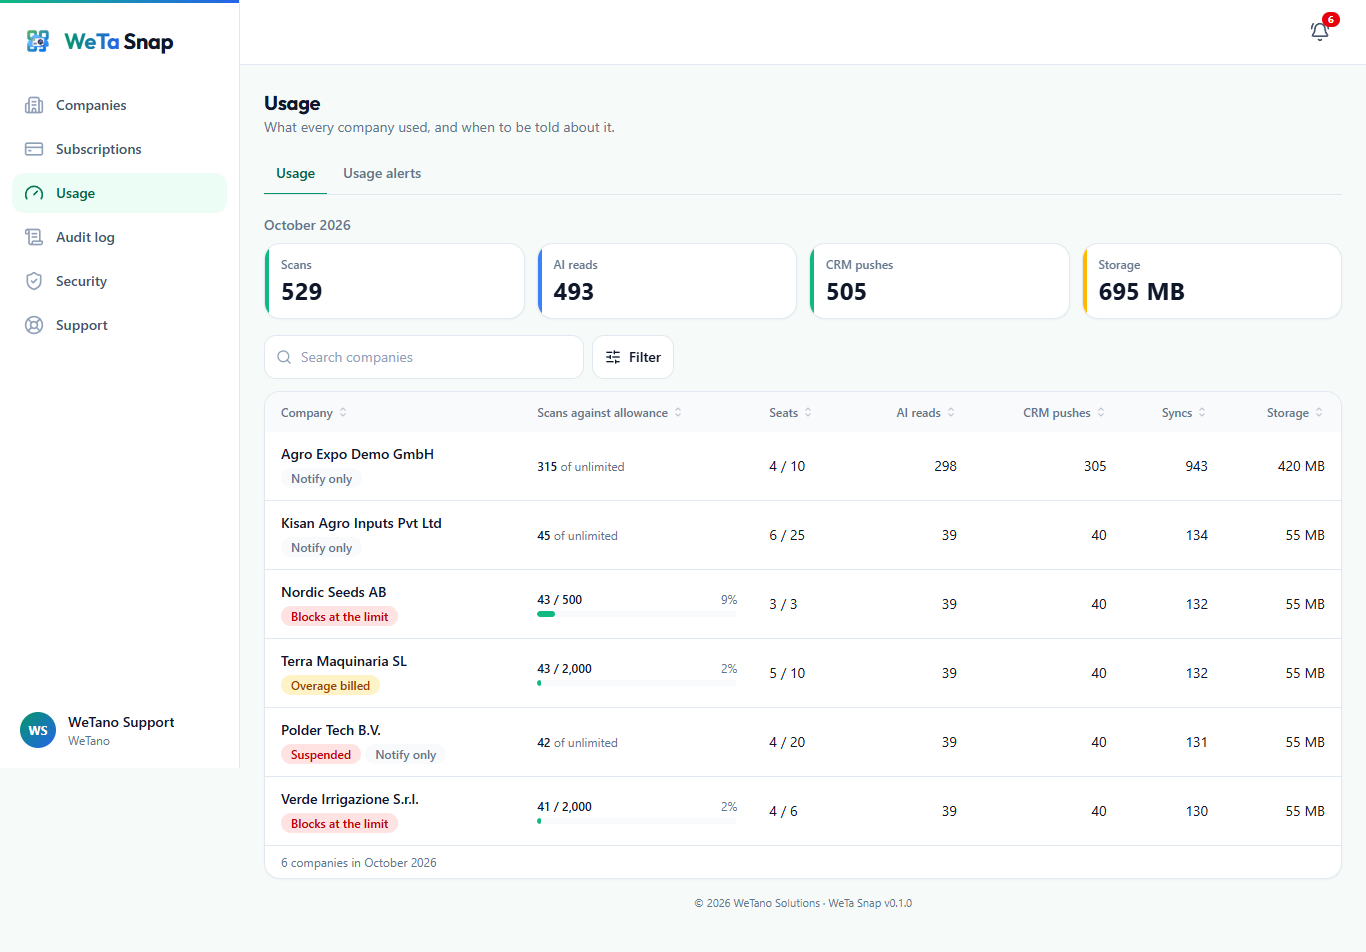 WeTa Snap
6
Companies
Subscriptions
Usage
Audit log
Security
Support
WS
WeTano Support
WeTano
Usage
What every company used, and when to be told about it.
Usage Usage alerts
October 2026
Scans AI reads CRM pushes Storage
529 493 505 695 MB
Search companies Filter
Company Scans against allowance Seats AI reads CRM pushes Syncs Storage
Agro Expo Demo GmbH
Notify only
315 of unlimited 4 / 10 298 305 943 420 MB
Kisan Agro Inputs Pvt Ltd
Notify only
45 of unlimited 6 / 25 39 40 134 55 MB
Nordic Seeds AB
Blocks at the limit
43 / 500 9% 3 / 3 39 40 132 55 MB
Terra Maquinaria SL
Overage billed
43 / 2,000 2% 5 / 10 39 40 132 55 MB
Polder Tech B.V.
Suspended Notify only
42 of unlimited 4 / 20 39 40 131 55 MB
Verde Irrigazione S.r.l.
Blocks at the limit
41 / 2,000 2% 4 / 6 39 40 130 55 MB
6 companies in October 2026
© 2026 WeTano Solutions · WeTa Snap v0.1.0